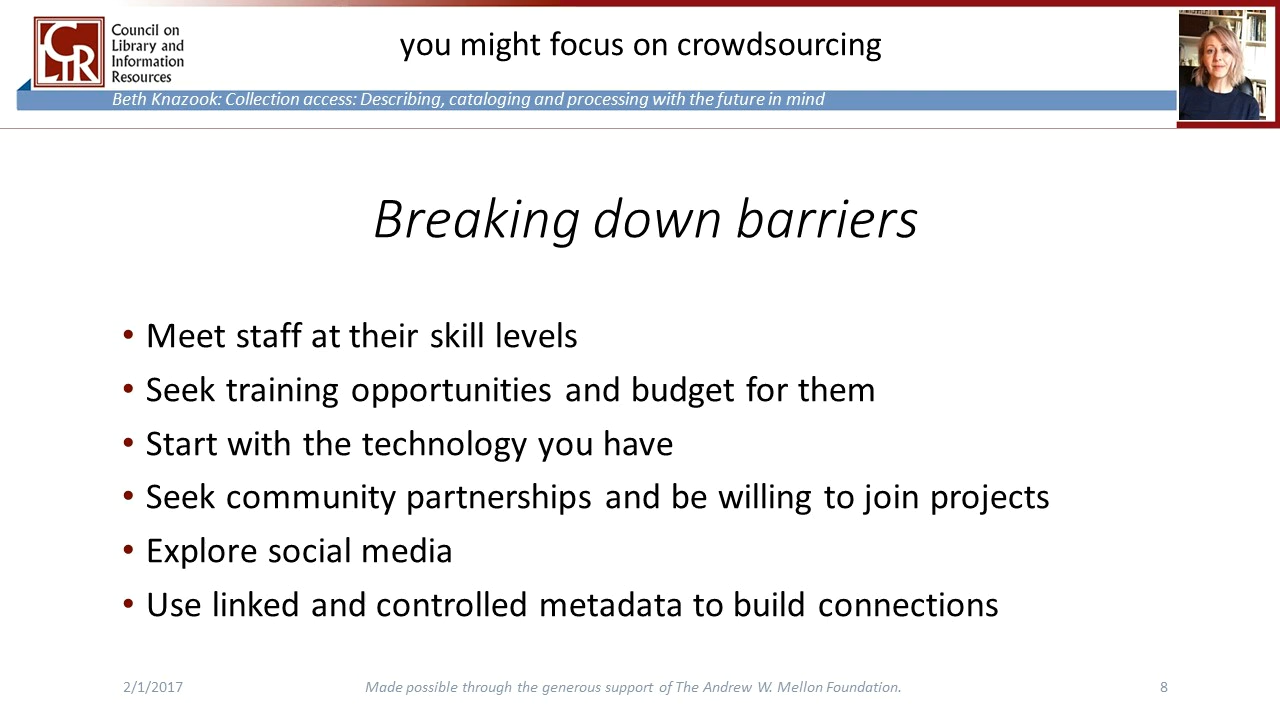 CLIR
Council on
Library and
Information
Resources
you might focus on crowdsourcing
Beth Knazook: Collection access: Describing, cataloging and processing with the future in mind
Breaking down barriers
• Meet staff at their skill levels
• Seek training opportunities and budget for them
• Start with the technology you have
• Seek community partnerships and be willing to join projects
• Explore social media
• Use linked and controlled metadata to build connections
2/1/2017
Made possible through the generous support of The Andrew W. Mellon Foundation.
8